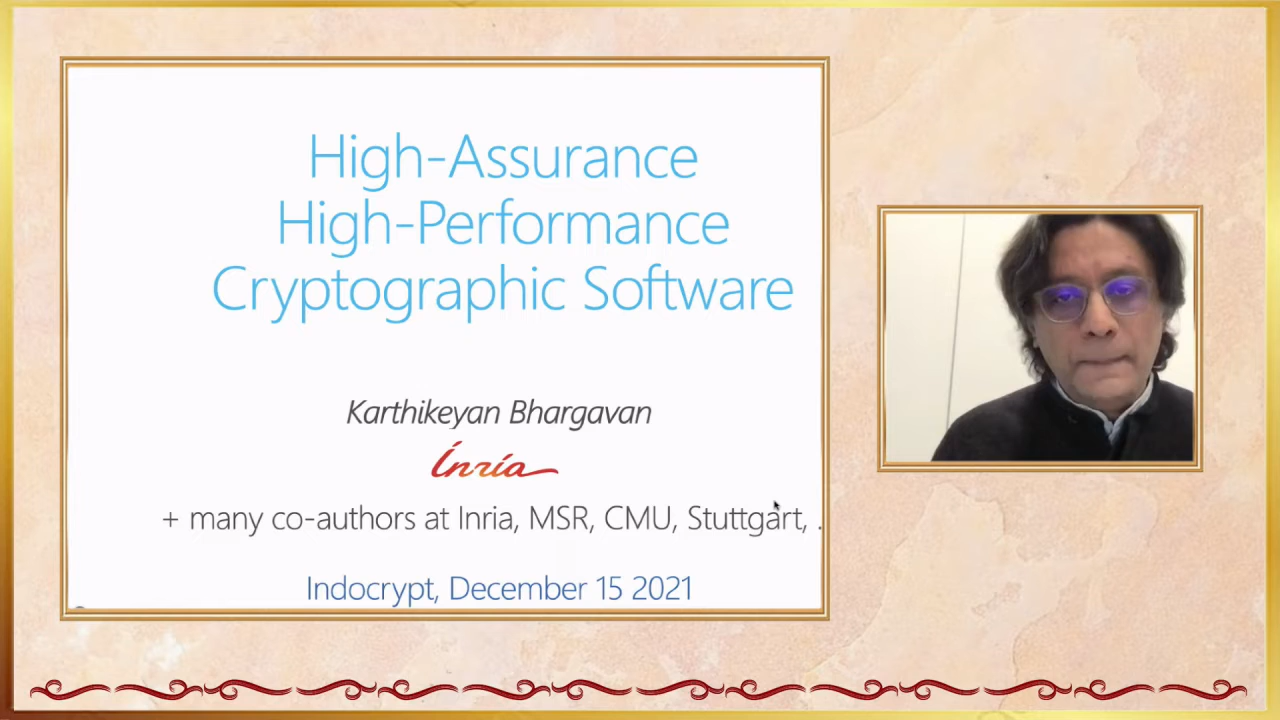 High-Assurance
High-Performance
Cryptographic Software
Karthikeyan Bhargavan
Inria
+ many co-authors at Inria, MSR, CMU, Stuttgart, .
Indocrypt, December 15 2021